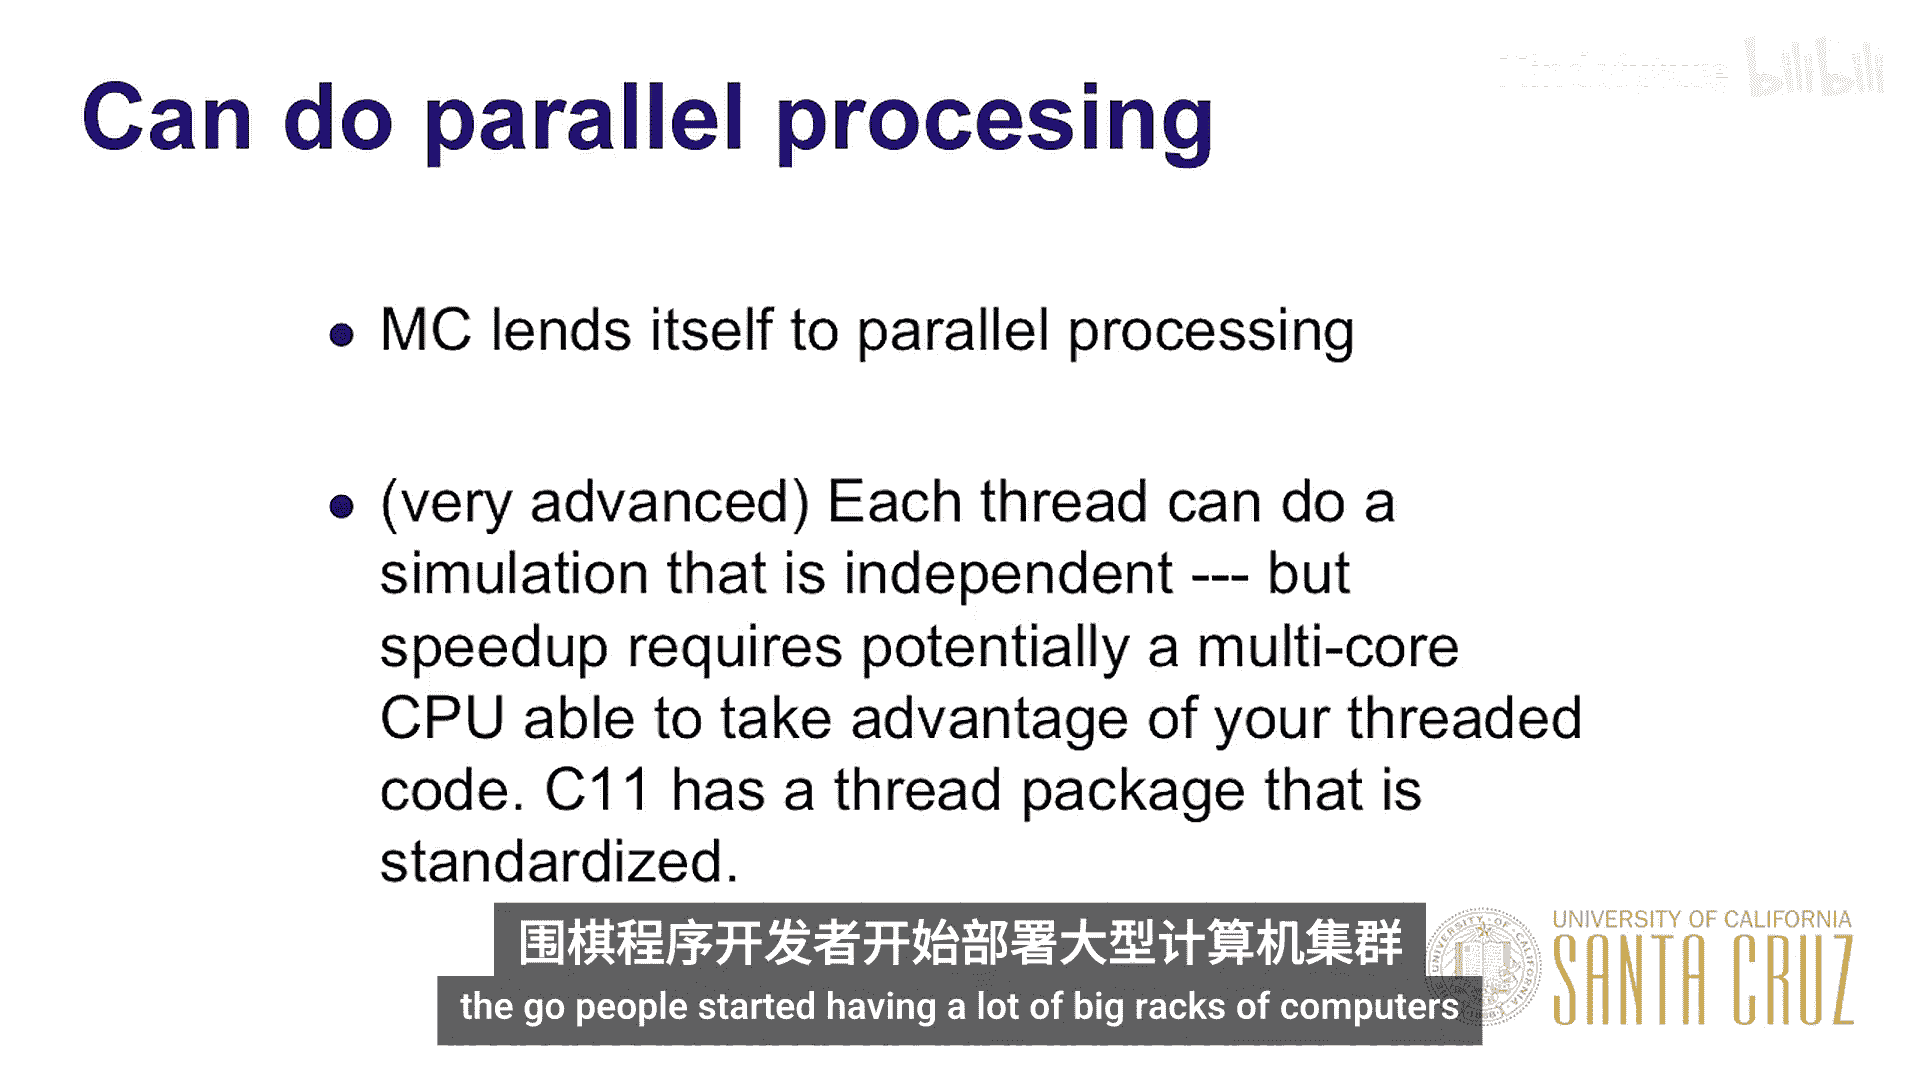 bilibili
Can do parallel procesing
MC lends itself to parallel processing
(very advanced) Each thread can do a
simulation that is independent --- but
speedup requires potentially a multi-core
CPU able to take advantage of your threaded
code. C11 has a thread package that is
standardized.
围棋程序开发者开始部署大型计算机集群
the go people started having a lot of big racks of computers
UNIVERSITY OF CALIFORNIA
SANTA CRUZ